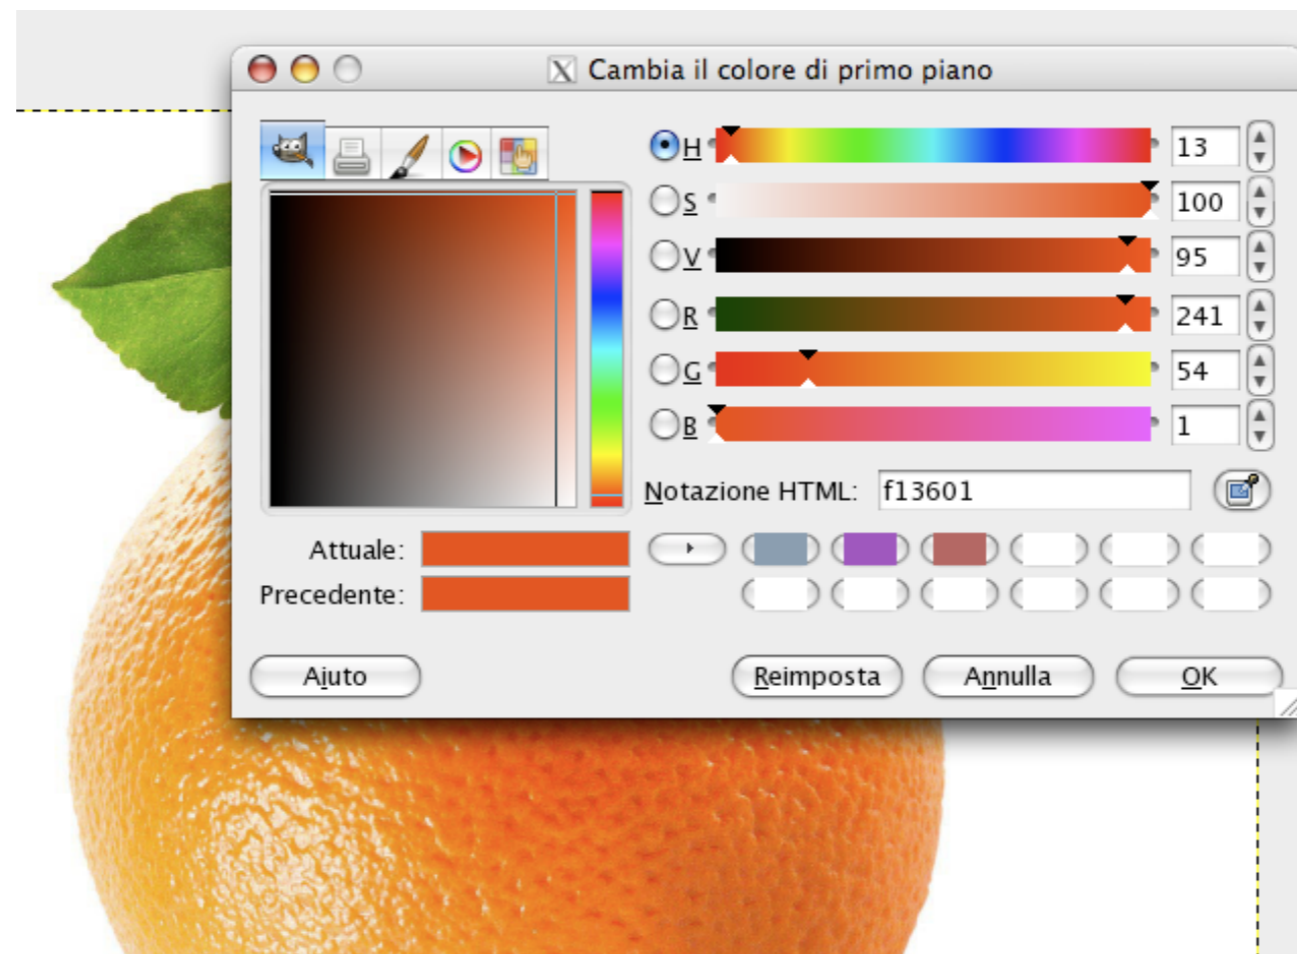 Cambia il colore di primo piano
H 13
S 100
V 95
R 241
G 54
B 1
Notazione HTML: f13601
Attuale:
Precedente:
Aiuto Reimposta Annulla OK